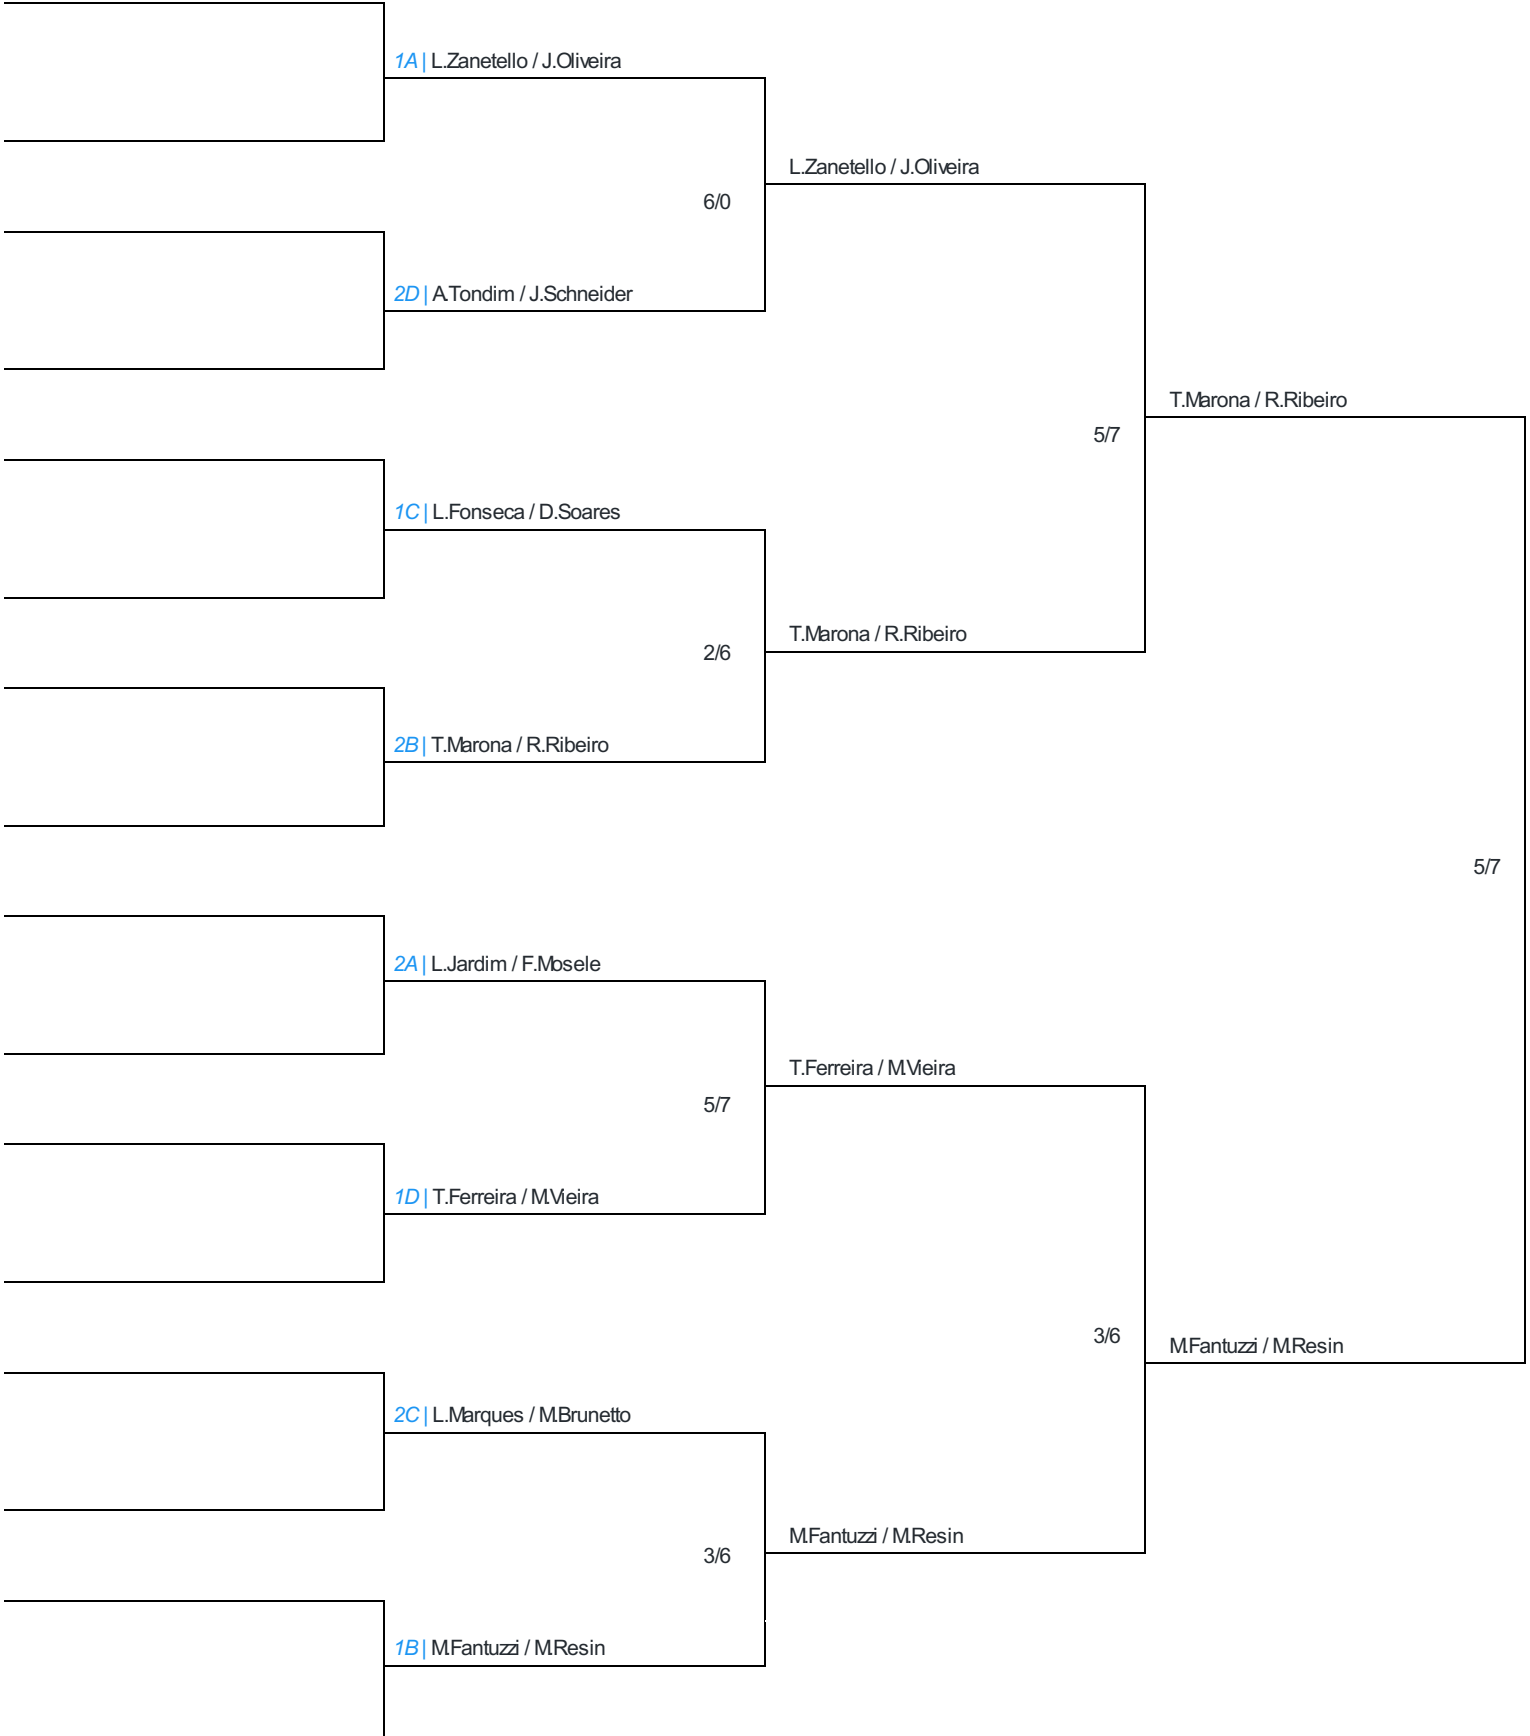 1A | L.Zanetello / J.Oliveira
L.Zanetello / J.Oliveira
6/0
2D | A.Tondim / J.Schneider
T.Marona / R.Ribeiro
5/7
1C | L.Fonseca / D.Soares
T.Marona / R.Ribeiro
2/6
2B | T.Marona / R.Ribeiro
5/7
2A | L.Jardim / F.Mosele
T.Ferreira / M.Vieira
5/7
1D | T.Ferreira / M.Vieira
3/6
M.Fantuzzi / M.Resin
2C | L.Marques / M.Brunetto
M.Fantuzzi / M.Resin
3/6
1B | M.Fantuzzi / M.Resin